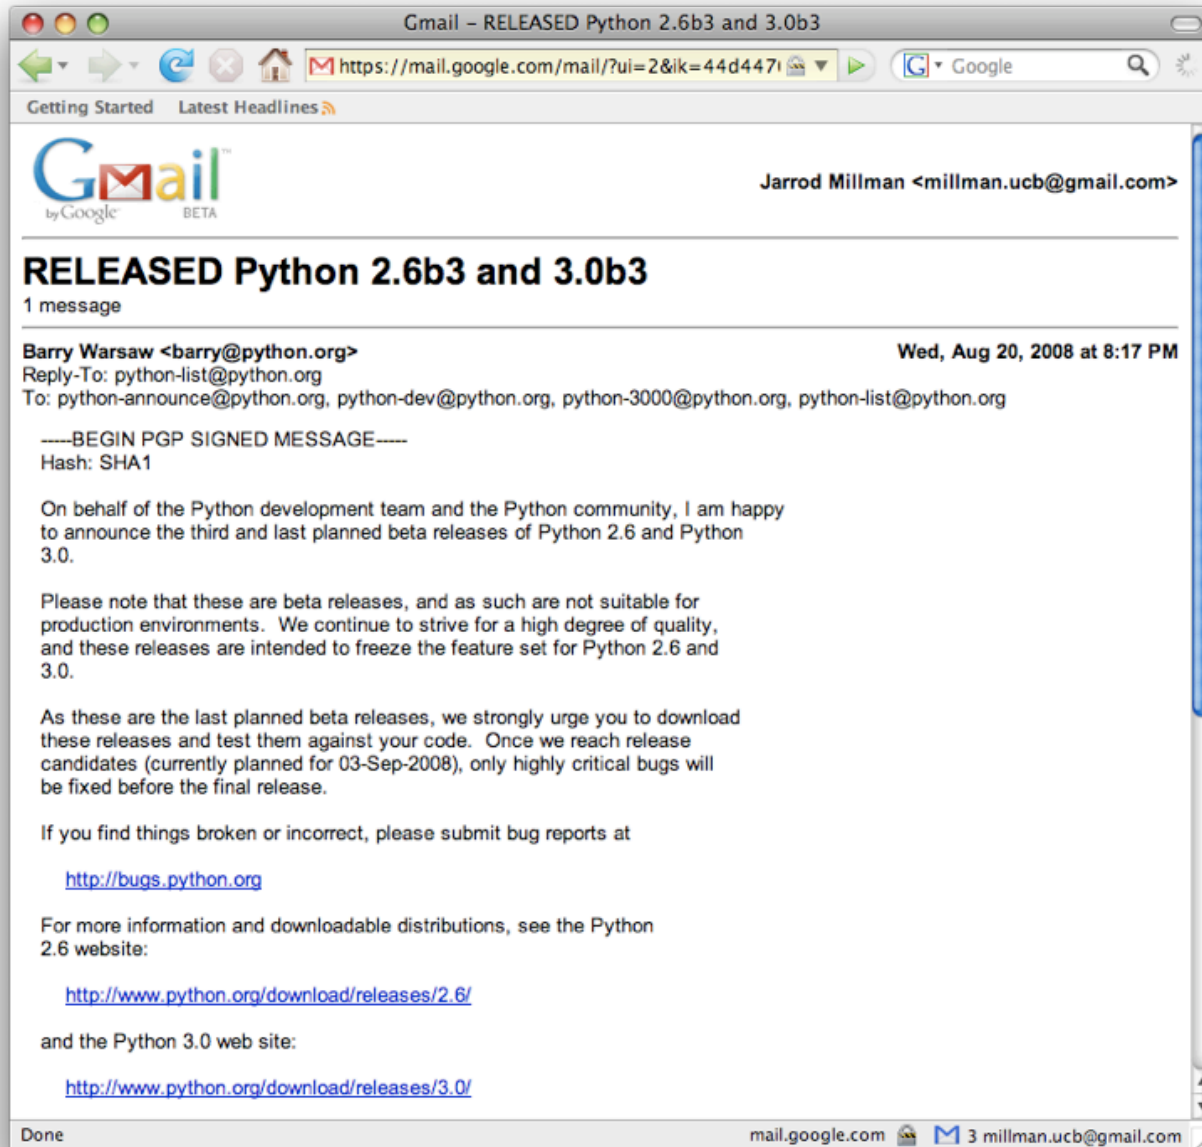 Gmail – RELEASED Python 2.6b3 and 3.0b3
https://mail.google.com/mail/?ui=2&ik=44d447
Google
Getting Started Latest Headlines
Gmail™
by Google BETA
Jarrod Millman <millman.ucb@gmail.com>
RELEASED Python 2.6b3 and 3.0b3
1 message
Barry Warsaw <barry@python.org> Wed, Aug 20, 2008 at 8:17 PM
Reply-To: python-list@python.org
To: python-announce@python.org, python-dev@python.org, python-3000@python.org, python-list@python.org
-----BEGIN PGP SIGNED MESSAGE-----
Hash: SHA1
On behalf of the Python development team and the Python community, I am happy
to announce the third and last planned beta releases of Python 2.6 and Python
3.0.
Please note that these are beta releases, and as such are not suitable for
production environments.  We continue to strive for a high degree of quality,
and these releases are intended to freeze the feature set for Python 2.6 and
3.0.
As these are the last planned beta releases, we strongly urge you to download
these releases and test them against your code.  Once we reach release
candidates (currently planned for 03-Sep-2008), only highly critical bugs will
be fixed before the final release.
If you find things broken or incorrect, please submit bug reports at
http://bugs.python.org
For more information and downloadable distributions, see the Python
2.6 website:
http://www.python.org/download/releases/2.6/
and the Python 3.0 web site:
http://www.python.org/download/releases/3.0/
Done mail.google.com 3 millman.ucb@gmail.com